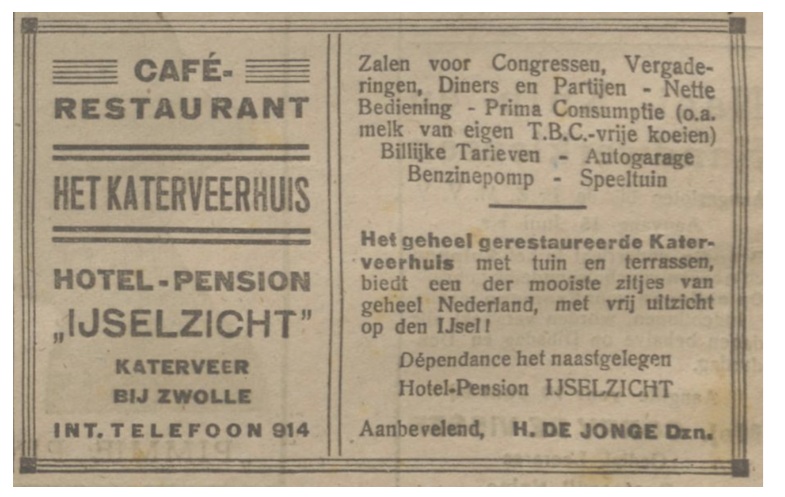 CAFÉ-
RESTAURANT
HET KATERVEERHUIS
HOTEL-PENSION
„IJSELZICHT”
KATERVEER
BIJ ZWOLLE
INT. TELEFOON 914
Zalen voor Congressen, Vergade-
ringen, Diners en Partijen - Nette
Bediening - Prima Consumptie (o.a.
melk van eigen T.B.C.-vrije koeien)
Billijke Tarieven - Autogarage
Benzinepomp - Speeltuin
Het geheel gerestaureerde Kater-
veerhuis met tuin en terrassen,
biedt een der mooiste zitjes van
geheel Nederland, met vrij uitzicht
op den IJsel!
Dépendance het naastgelegen
Hotel-Pension IJSELZICHT
Aanbevelend, H. DE JONGE Dzn.